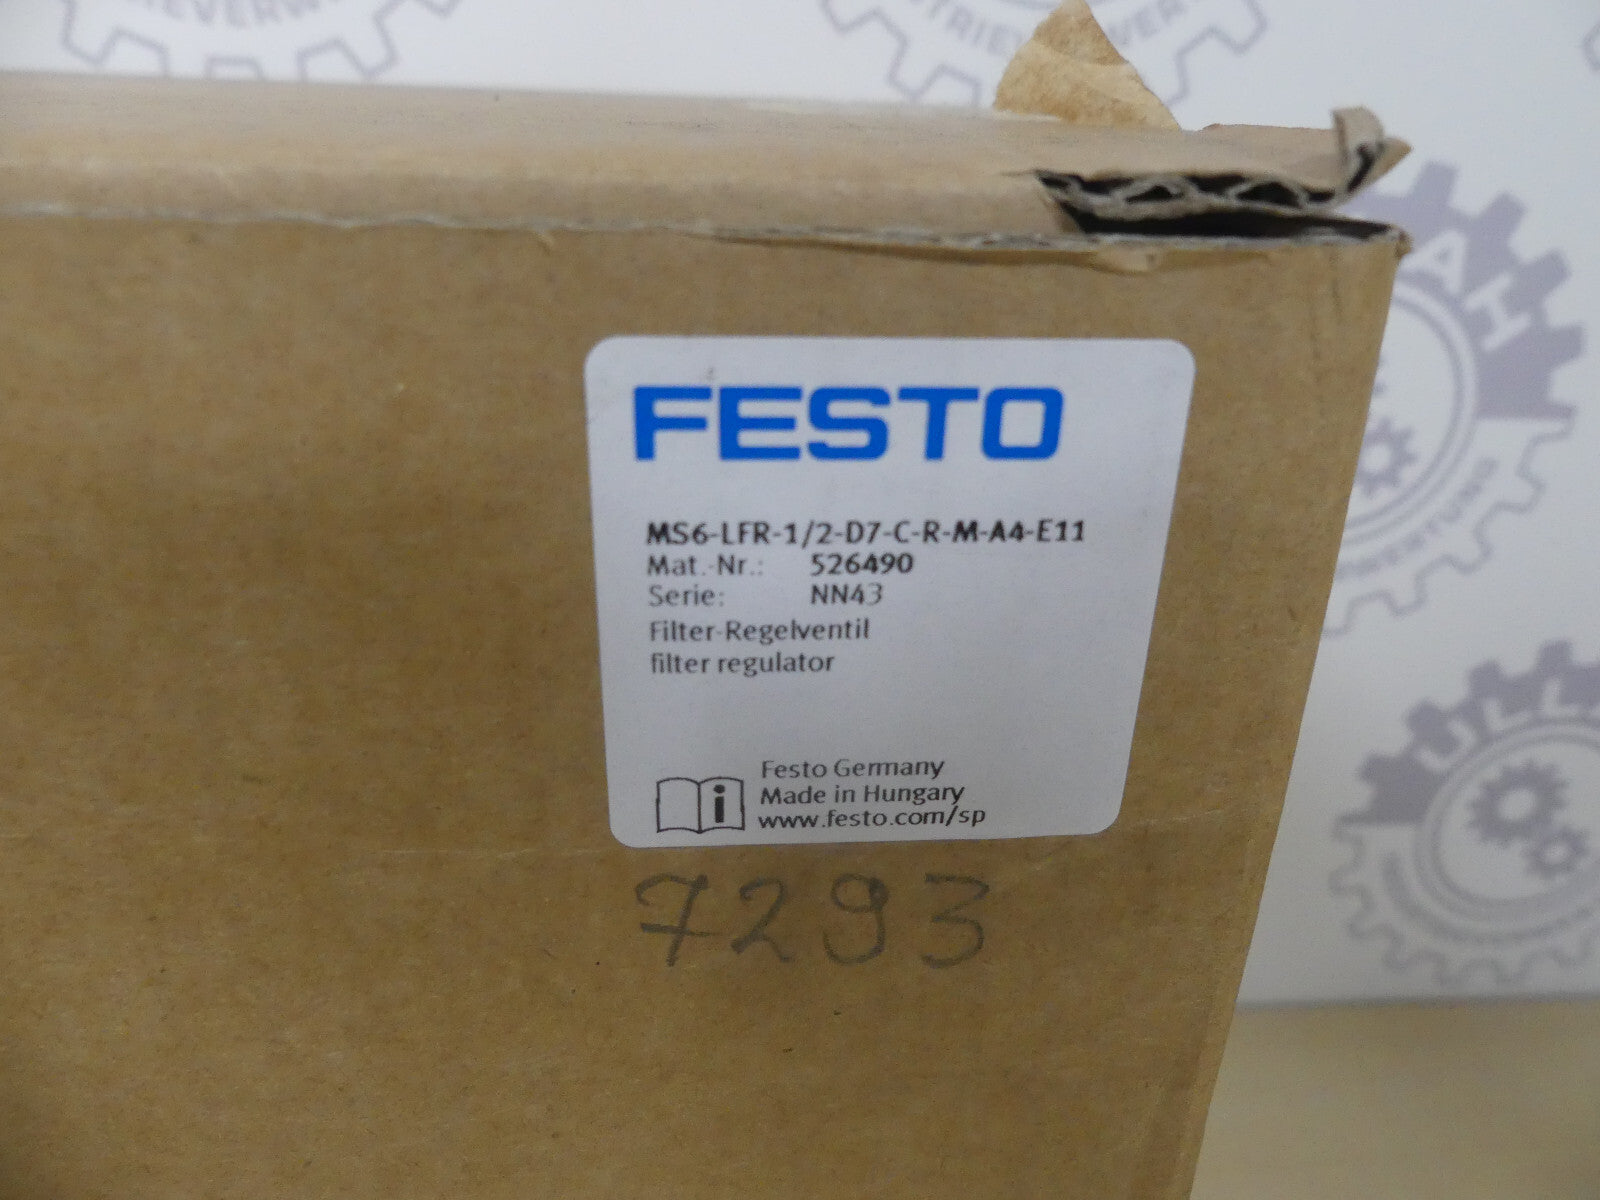 FESTO
MS6-LFR-1/2-D7-C-R-M-A4-E11
Mat.-Nr.: 526490
Serie: NN43
Filter-Regelventil
filter regulator
Festo Germany
Made in Hungary
www.festo.com/sp
i
7293